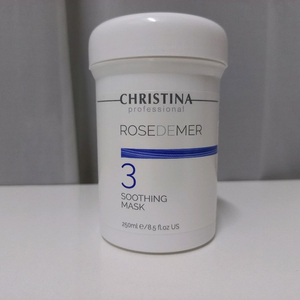 CHRISTINA
professional
ROSEDEMER
3
SOOTHING
MASK
250ml e/8.5 fl.oz US